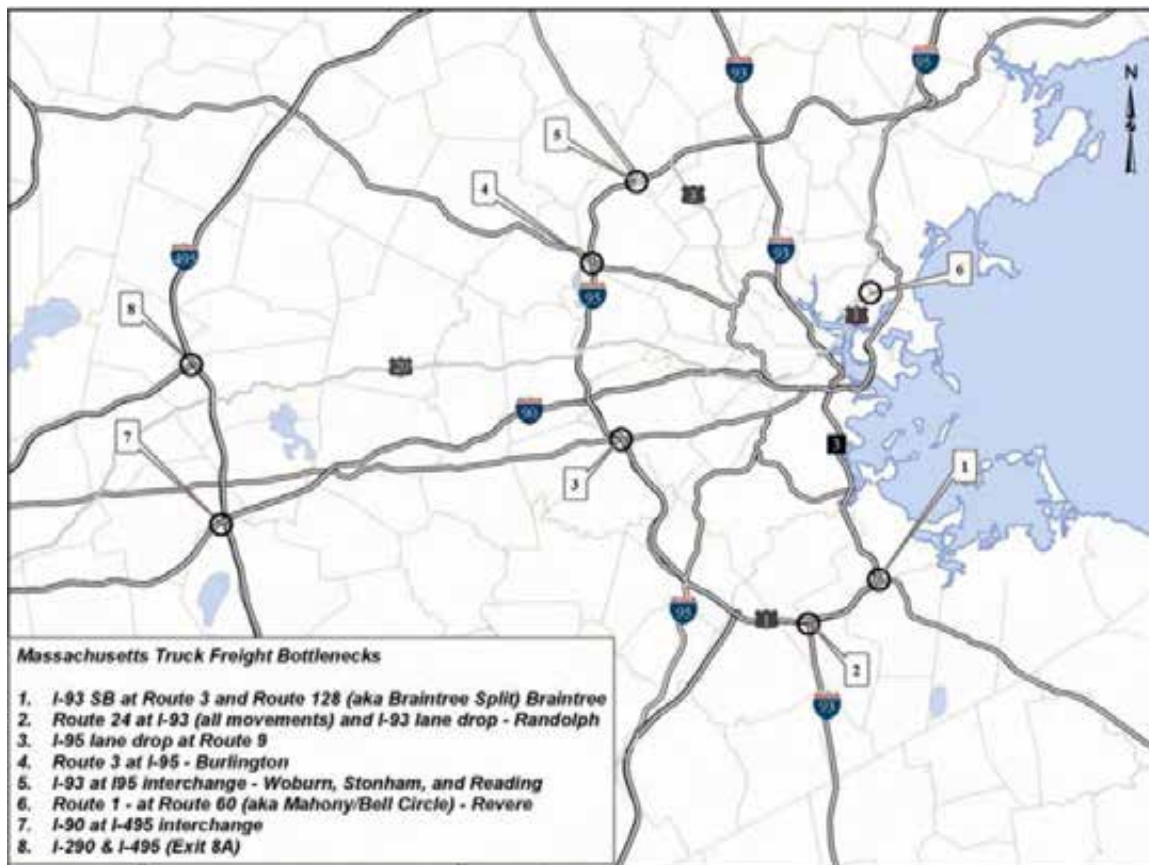 93
95
N
5
3
4
93
6
495
95
1
8
20
90
7
3
3
1
95
1
2
93
Massachusetts Truck Freight Bottlenecks
1. I-93 SB at Route 3 and Route 128 (aka Braintree Split) Braintree
2. Route 24 at I-93 (all movements) and I-93 lane drop - Randolph
3. I-95 lane drop at Route 9
4. Route 3 at I-95 - Burlington
5. I-93 at I95 interchange - Woburn, Stonham, and Reading
6. Route 1 - at Route 60 (aka Mahony/Bell Circle) - Revere
7. I-90 at I-495 interchange
8. I-290 & I-495 (Exit 8A)